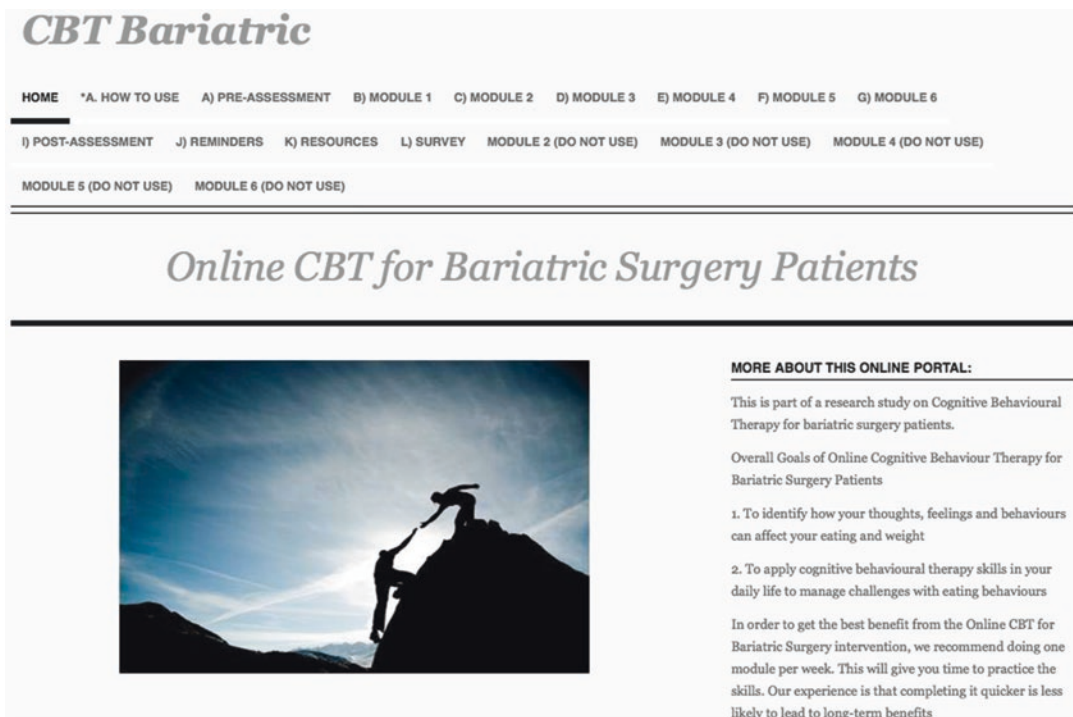 CBT Bariatric
HOME *A. HOW TO USE A) PRE-ASSESSMENT B) MODULE 1 C) MODULE 2 D) MODULE 3 E) MODULE 4 F) MODULE 5 G) MODULE 6
I) POST-ASSESSMENT J) REMINDERS K) RESOURCES L) SURVEY MODULE 2 (DO NOT USE) MODULE 3 (DO NOT USE) MODULE 4 (DO NOT USE)
MODULE 5 (DO NOT USE) MODULE 6 (DO NOT USE)
Online CBT for Bariatric Surgery Patients
MORE ABOUT THIS ONLINE PORTAL:
This is part of a research study on Cognitive Behavioural
Therapy for bariatric surgery patients.
Overall Goals of Online Cognitive Behaviour Therapy for
Bariatric Surgery Patients
1. To identify how your thoughts, feelings and behaviours
can affect your eating and weight
2. To apply cognitive behavioural therapy skills in your
daily life to manage challenges with eating behaviours
In order to get the best benefit from the Online CBT for
Bariatric Surgery intervention, we recommend doing one
module per week. This will give you time to practice the
skills. Our experience is that completing it quicker is less
likely to lead to long-term benefits